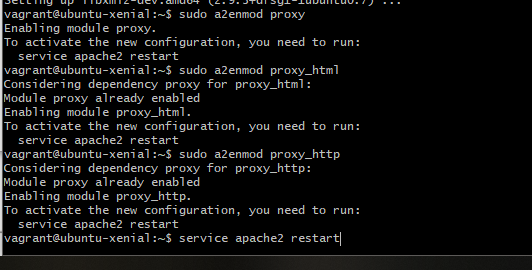 Setting up libxml2-dev:amd64 (2.9.3+dfsg1-1ubuntu0.7) ...
vagrant@ubuntu-xenial:~$ sudo a2enmod proxy
Enabling module proxy.
To activate the new configuration, you need to run:
  service apache2 restart
vagrant@ubuntu-xenial:~$ sudo a2enmod proxy_html
Considering dependency proxy for proxy_html:
Module proxy already enabled
Enabling module proxy_html.
To activate the new configuration, you need to run:
  service apache2 restart
vagrant@ubuntu-xenial:~$ sudo a2enmod proxy_http
Considering dependency proxy for proxy_http:
Module proxy already enabled
Enabling module proxy_http.
To activate the new configuration, you need to run:
  service apache2 restart
vagrant@ubuntu-xenial:~$ service apache2 restart